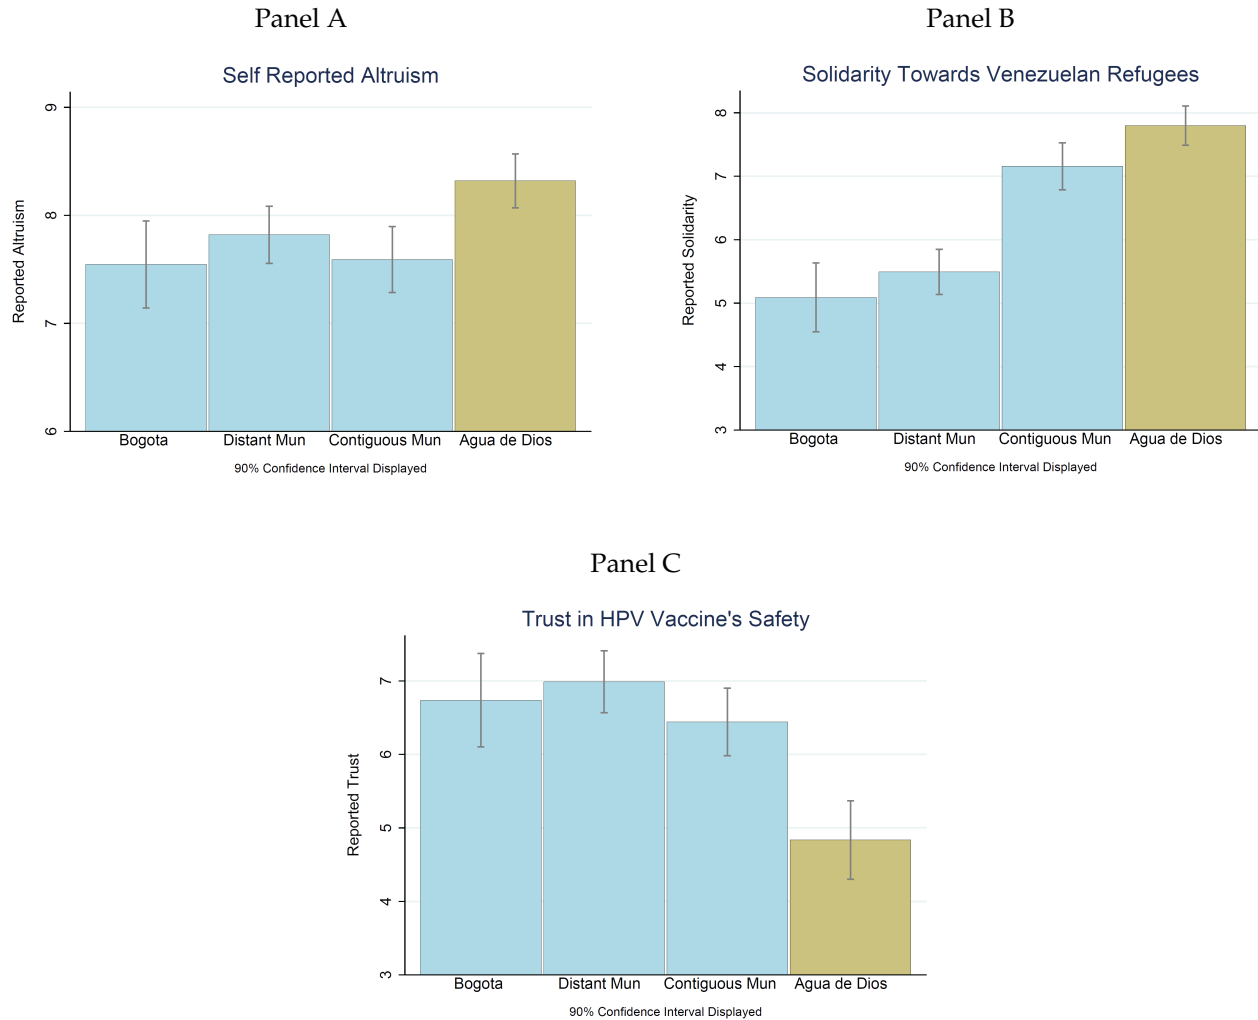 Panel A
Self Reported Altruism
Reported Altruism
9
8
7
6
Bogota Distant Mun Contiguous Mun Agua de Dios
90% Confidence Interval Displayed
Panel B
Solidarity Towards Venezuelan Refugees
Reported Solidarity
8
7
6
5
4
3
Bogota Distant Mun Contiguous Mun Agua de Dios
90% Confidence Interval Displayed
Panel C
Trust in HPV Vaccine's Safety
Reported Trust
7
6
5
4
3
Bogota Distant Mun Contiguous Mun Agua de Dios
90% Confidence Interval Displayed